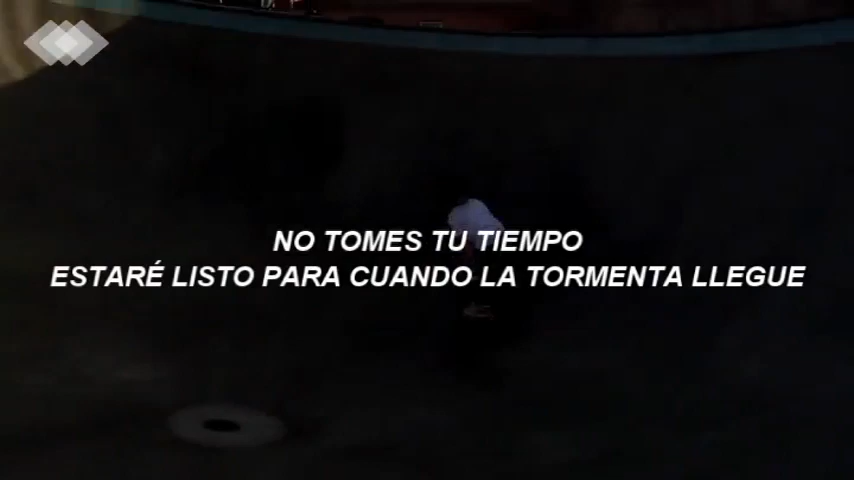 NO TOMES TU TIEMPO
ESTARÉ LISTO PARA CUANDO LA TORMENTA LLEGUE